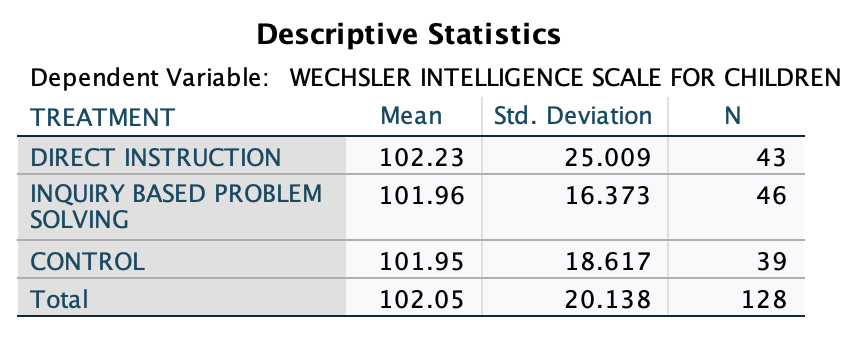 Descriptive Statistics
Dependent Variable: WECHSLER INTELLIGENCE SCALE FOR CHILDREN
TREATMENT Mean Std. Deviation N
DIRECT INSTRUCTION 102.23 25.009 43
INQUIRY BASED PROBLEM SOLVING 101.96 16.373 46
CONTROL 101.95 18.617 39
Total 102.05 20.138 128